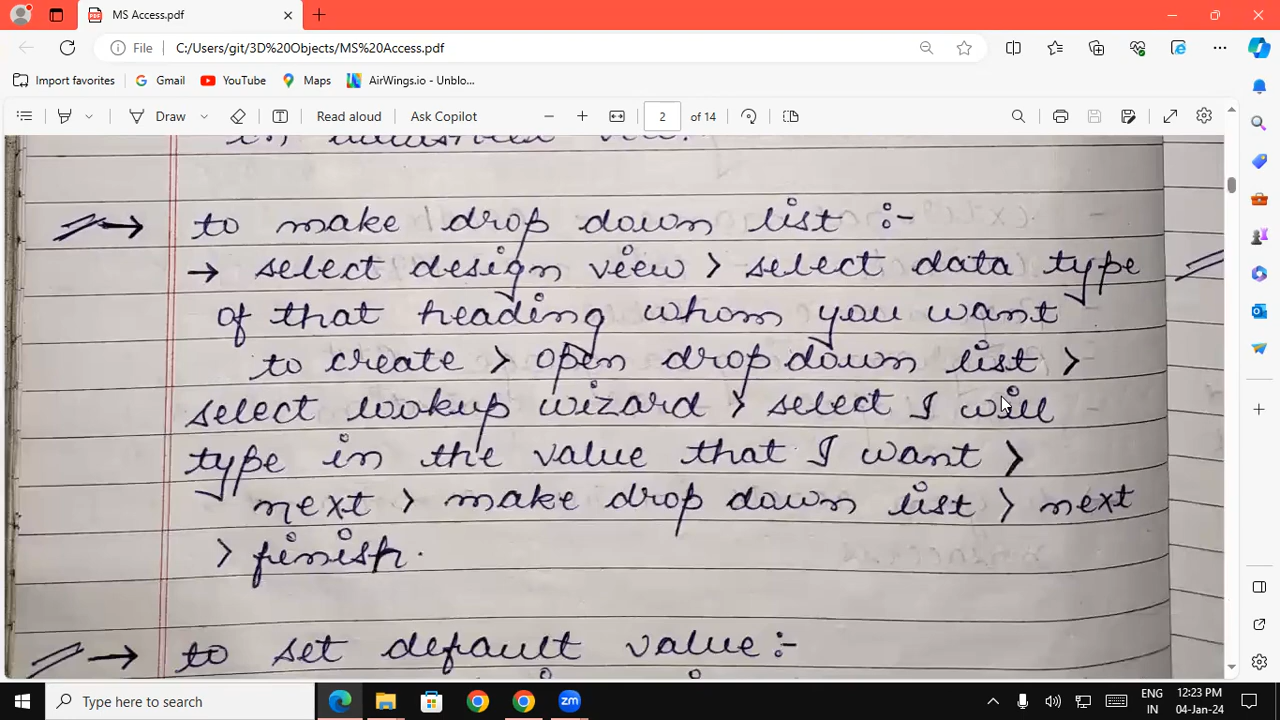 MS Access.pdf
File
C:/Users/git/3D%20Objects/MS%20Access.pdf
Import favorites
Gmail
YouTube
Maps
AirWings.io - Unblo...
Draw
Read aloud
Ask Copilot
2
of 14
to make drop down list :-
→ select design view > select data type
of that heading whom you want
to create > open drop down list >
select lookup wizard > select I will
type in the value that I want >
next > make drop down list > next
> finish.
to set default value:-
Type here to search
zm
ENG
IN
12:23 PM
04-Jan-24